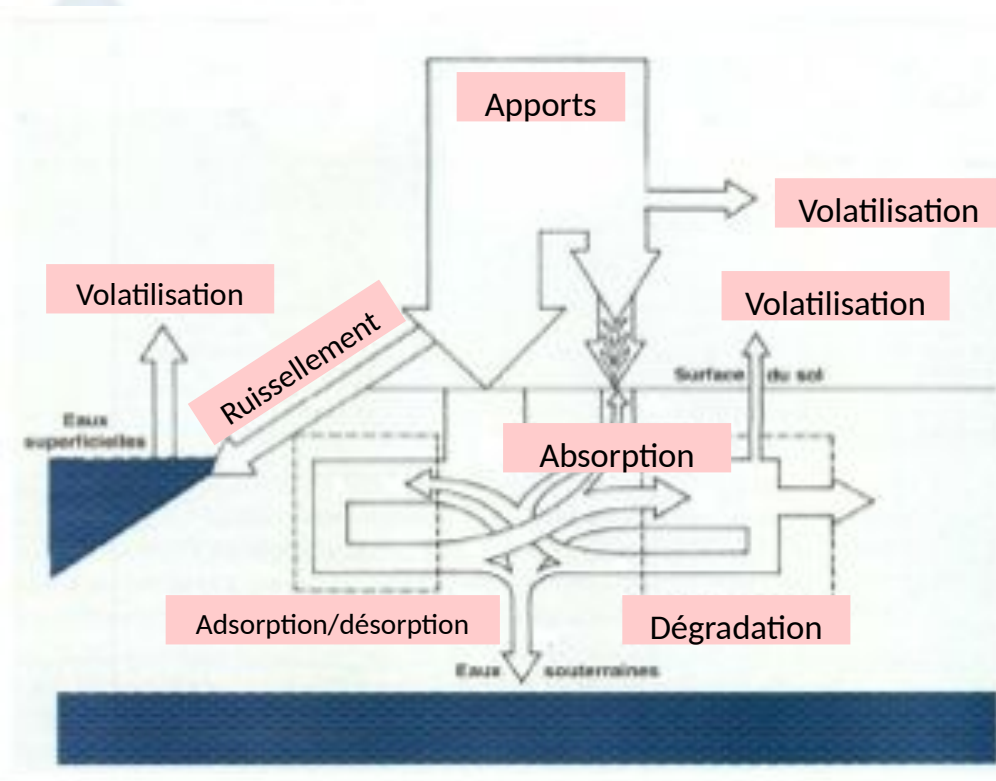 Apports
Volatilisation
Volatilisation
Volatilisation
Ruissellement
Surface du sol
Eaux
superficielles
Absorption
Adsorption/désorption
Dégradation
Eaux souterraines